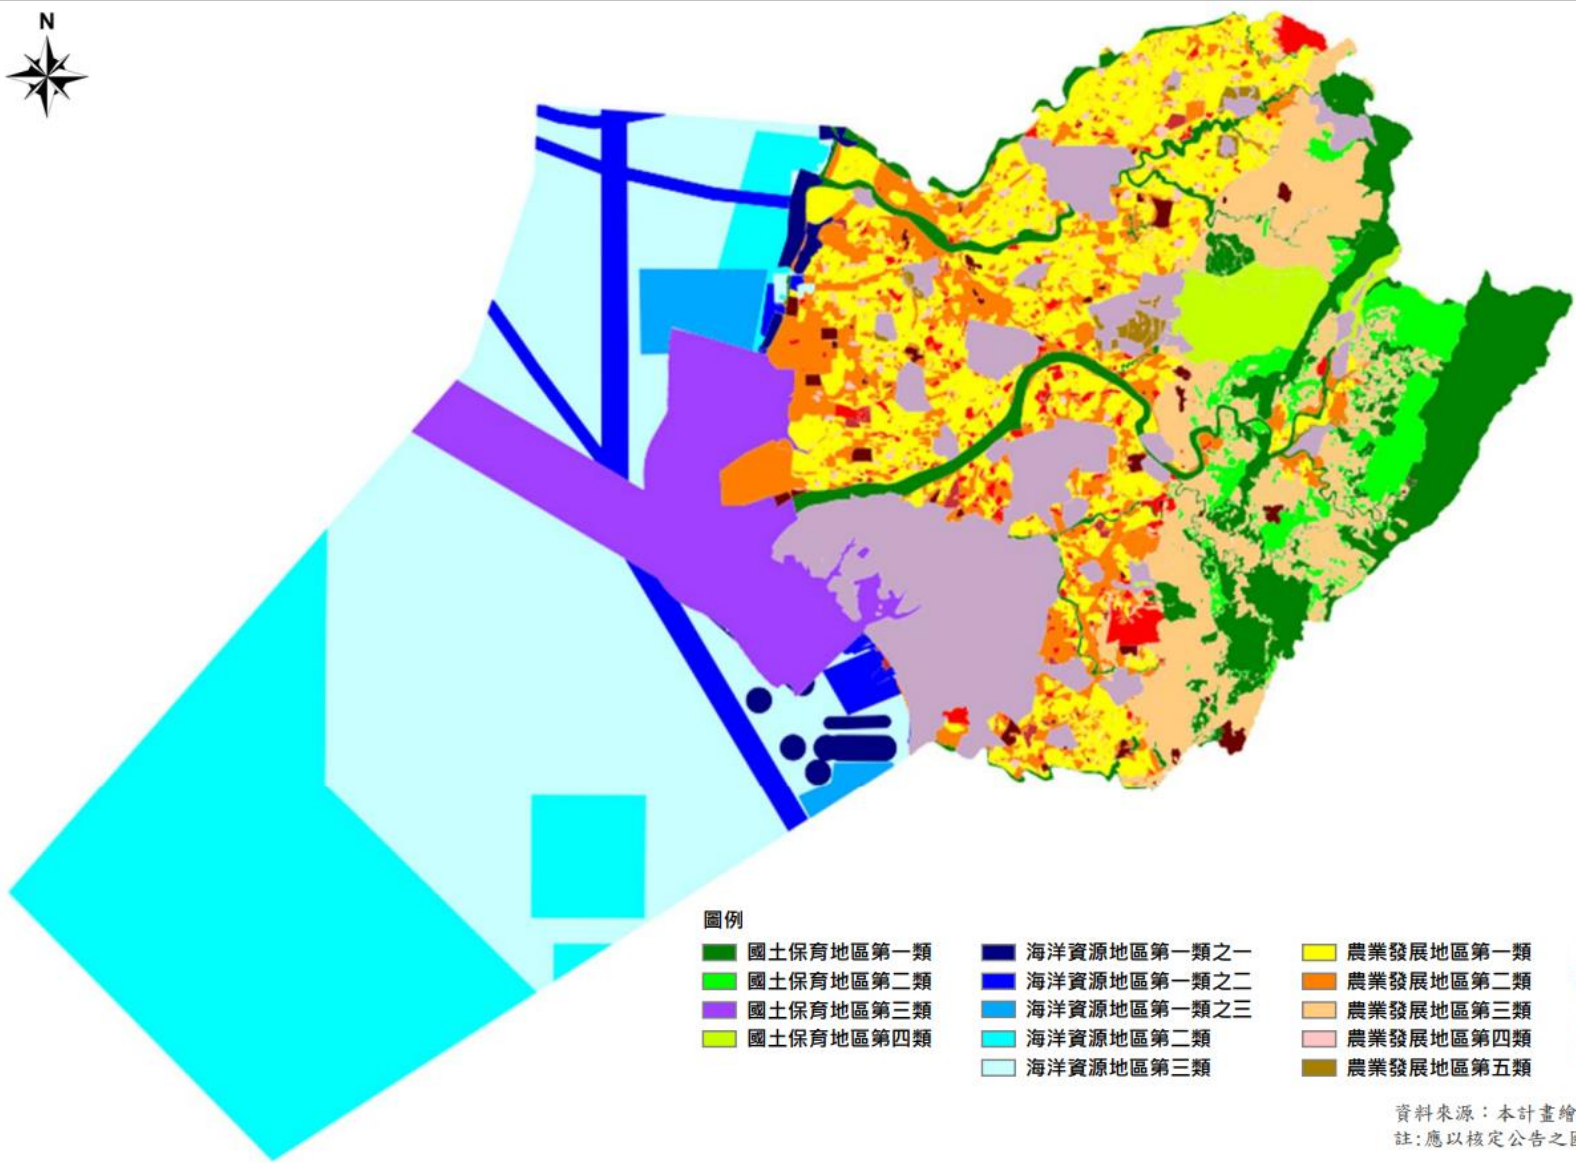 N
圖例
國土保育地區第一類
國土保育地區第二類
國土保育地區第三類
國土保育地區第四類
海洋資源地區第一類之一
海洋資源地區第一類之二
海洋資源地區第一類之三
海洋資源地區第二類
海洋資源地區第三類
農業發展地區第一類
農業發展地區第二類
農業發展地區第三類
農業發展地區第四類
農業發展地區第五類
資料來源：本計畫繪
註:應以核定公告之